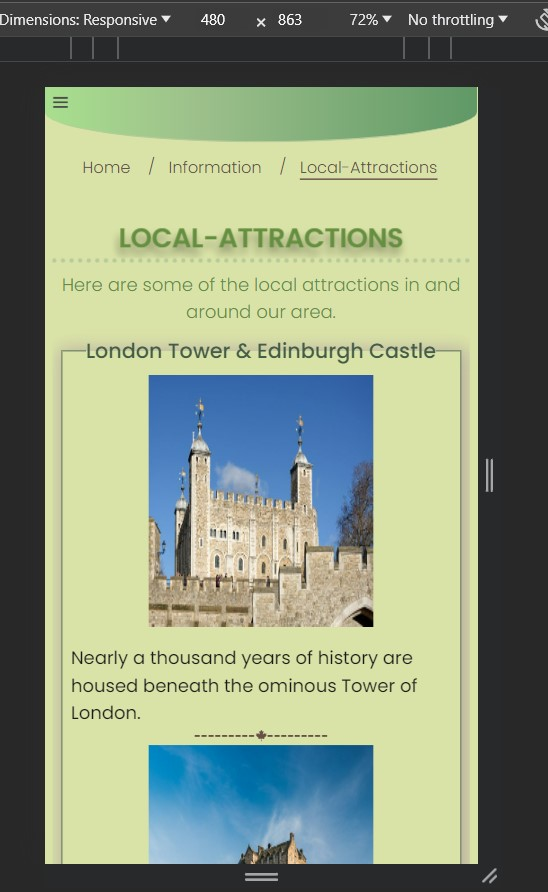 Dimensions: Responsive 480 × 863 72% No throttling
Home / Information / Local-Attractions
LOCAL-ATTRACTIONS
Here are some of the local attractions in and
around our area.
London Tower & Edinburgh Castle
Nearly a thousand years of history are
housed beneath the ominous Tower of
London.